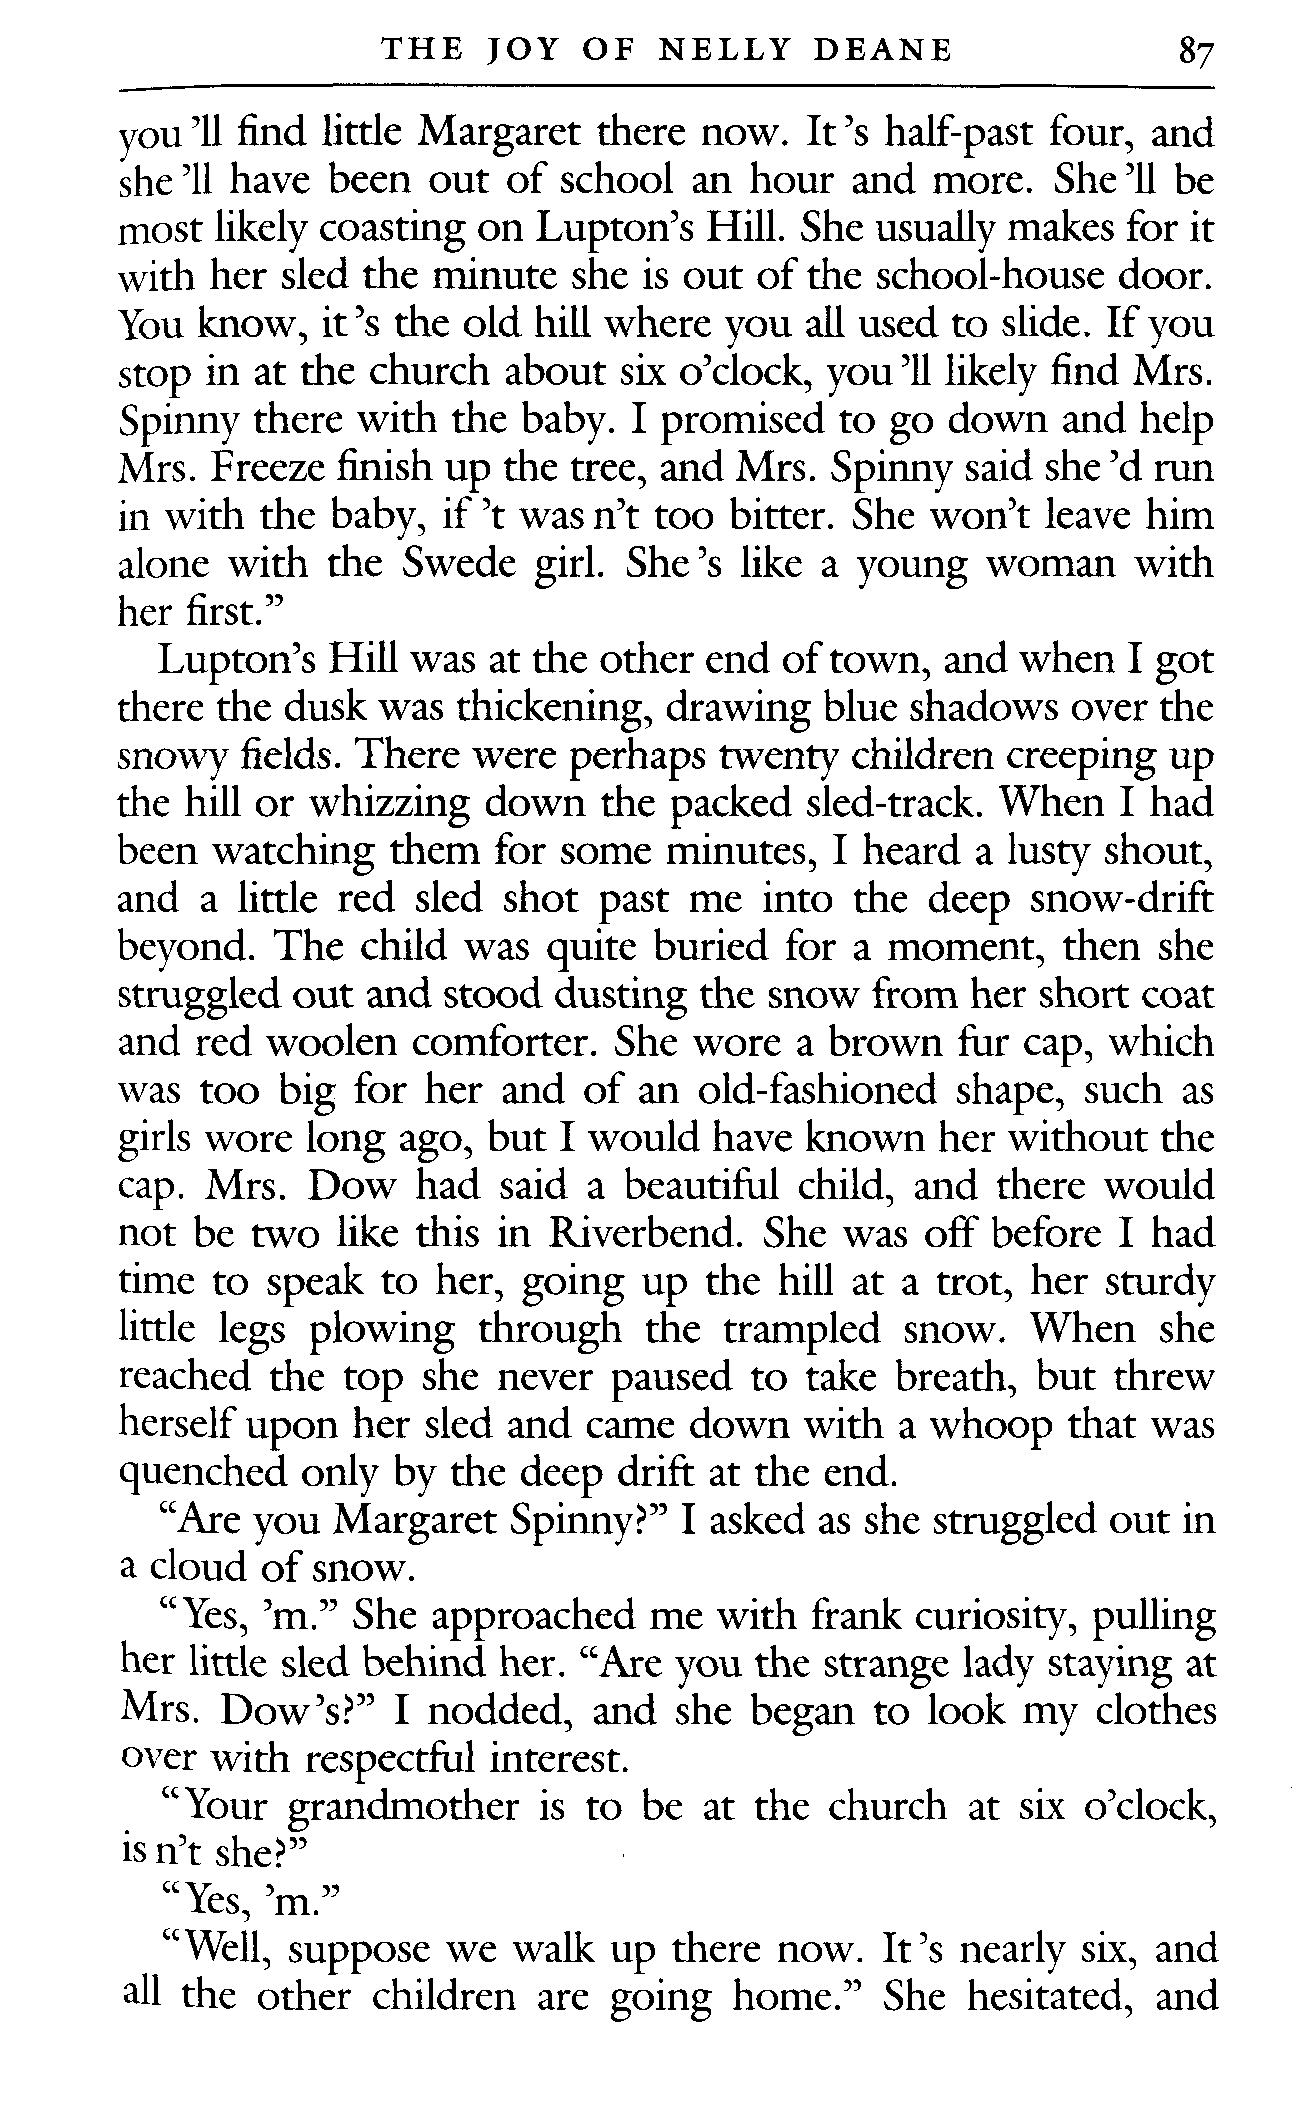 THE JOY OF NELLY DEANE 87
you 'll find little Margaret there now. It 's half-past four, and
she 'll have been out of school an hour and more. She 'll be
most likely coasting on Lupton's Hill. She usually makes for it
with her sled the minute she is out of the school-house door.
You know, it 's the old hill where you all used to slide. If you
stop in at the church about six o'clock, you 'll likely find Mrs.
Spinny there with the baby. I promised to go down and help
Mrs. Freeze finish up the tree, and Mrs. Spinny said she 'd run
in with the baby, if 't was n't too bitter. She won't leave him
alone with the Swede girl. She 's like a young woman with
her first.”
Lupton's Hill was at the other end of town, and when I got
there the dusk was thickening, drawing blue shadows over the
snowy fields. There were perhaps twenty children creeping up
the hill or whizzing down the packed sled-track. When I had
been watching them for some minutes, I heard a lusty shout,
and a little red sled shot past me into the deep snow-drift
beyond. The child was quite buried for a moment, then she
struggled out and stood dusting the snow from her short coat
and red woolen comforter. She wore a brown fur cap, which
was too big for her and of an old-fashioned shape, such as
girls wore long ago, but I would have known her without the
cap. Mrs. Dow had said a beautiful child, and there would
not be two like this in Riverbend. She was off before I had
time to speak to her, going up the hill at a trot, her sturdy
little legs plowing through the trampled snow. When she
reached the top she never paused to take breath, but threw
herself upon her sled and came down with a whoop that was
quenched only by the deep drift at the end.
“Are you Margaret Spinny?” I asked as she struggled out in
a cloud of snow.
“Yes, 'm.” She approached me with frank curiosity, pulling
her little sled behind her. “Are you the strange lady staying at
Mrs. Dow's?” I nodded, and she began to look my clothes
over with respectful interest.
“Your grandmother is to be at the church at six o'clock,
is n't she?”
“Yes, 'm.”
“Well, suppose we walk up there now. It 's nearly six, and
all the other children are going home.” She hesitated, and